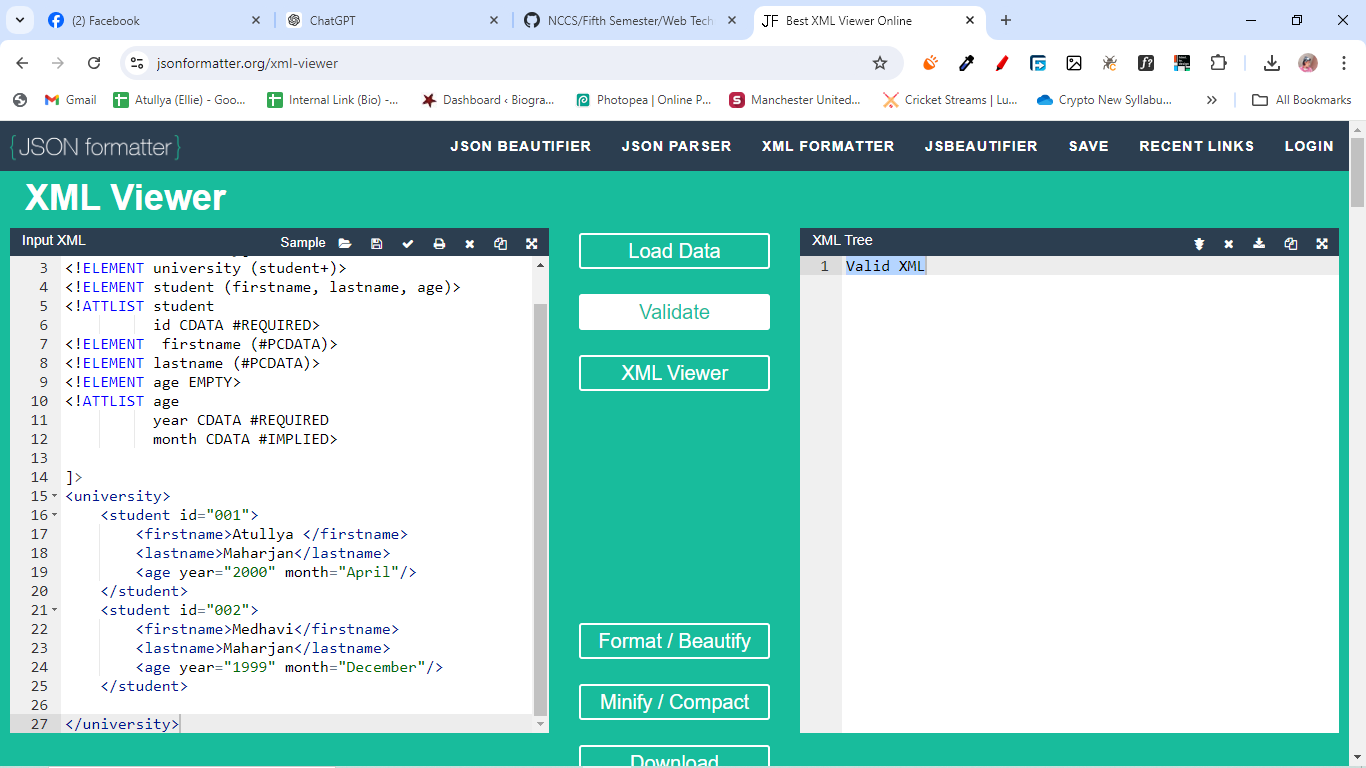 (2) Facebook
ChatGPT
NCCS/Fifth Semester/Web Tech
JF Best XML Viewer Online
jsonformatter.org/xml-viewer
Gmail
Atullya (Ellie) - Goo...
Internal Link (Bio) -...
Dashboard ‹ Biogra...
Photopea | Online P...
Manchester United...
Cricket Streams | Lu...
Crypto New Syllabu...
»
All Bookmarks
{JSON formatter}
JSON BEAUTIFIER
JSON PARSER
XML FORMATTER
JSBEAUTIFIER
SAVE
RECENT LINKS
LOGIN
XML Viewer
Input XML
Sample
3 <!ELEMENT university (student+)>
4 <!ELEMENT student (firstname, lastname, age)>
5 <!ATTLIST student
6 id CDATA #REQUIRED>
7 <!ELEMENT  firstname (#PCDATA)>
8 <!ELEMENT lastname (#PCDATA)>
9 <!ELEMENT age EMPTY>
10 <!ATTLIST age
11 year CDATA #REQUIRED
12 month CDATA #IMPLIED>
13
14 ]>
15 <university>
16 <student id="001">
17 <firstname>Atullya </firstname>
18 <lastname>Maharjan</lastname>
19 <age year="2000" month="April"/>
20 </student>
21 <student id="002">
22 <firstname>Medhavi</firstname>
23 <lastname>Maharjan</lastname>
24 <age year="1999" month="December"/>
25 </student>
26
27 </university>
Load Data
Validate
XML Viewer
Format / Beautify
Minify / Compact
Download
XML Tree
1 Valid XML